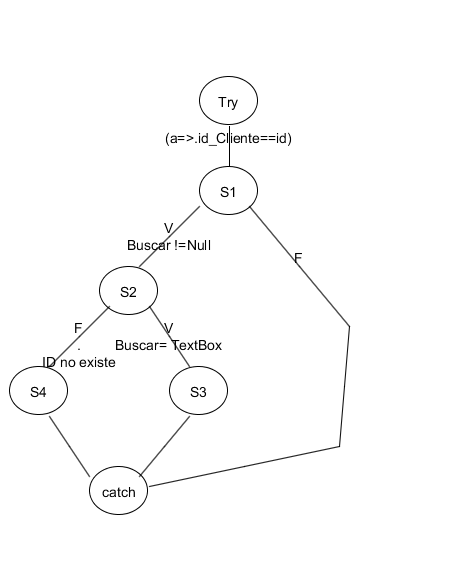 Try
(a=>.id_Cliente==id)
S1
V
Buscar !=Null
F
S2
F
V
.
Buscar= TextBox
ID no existe
S4
S3
catch